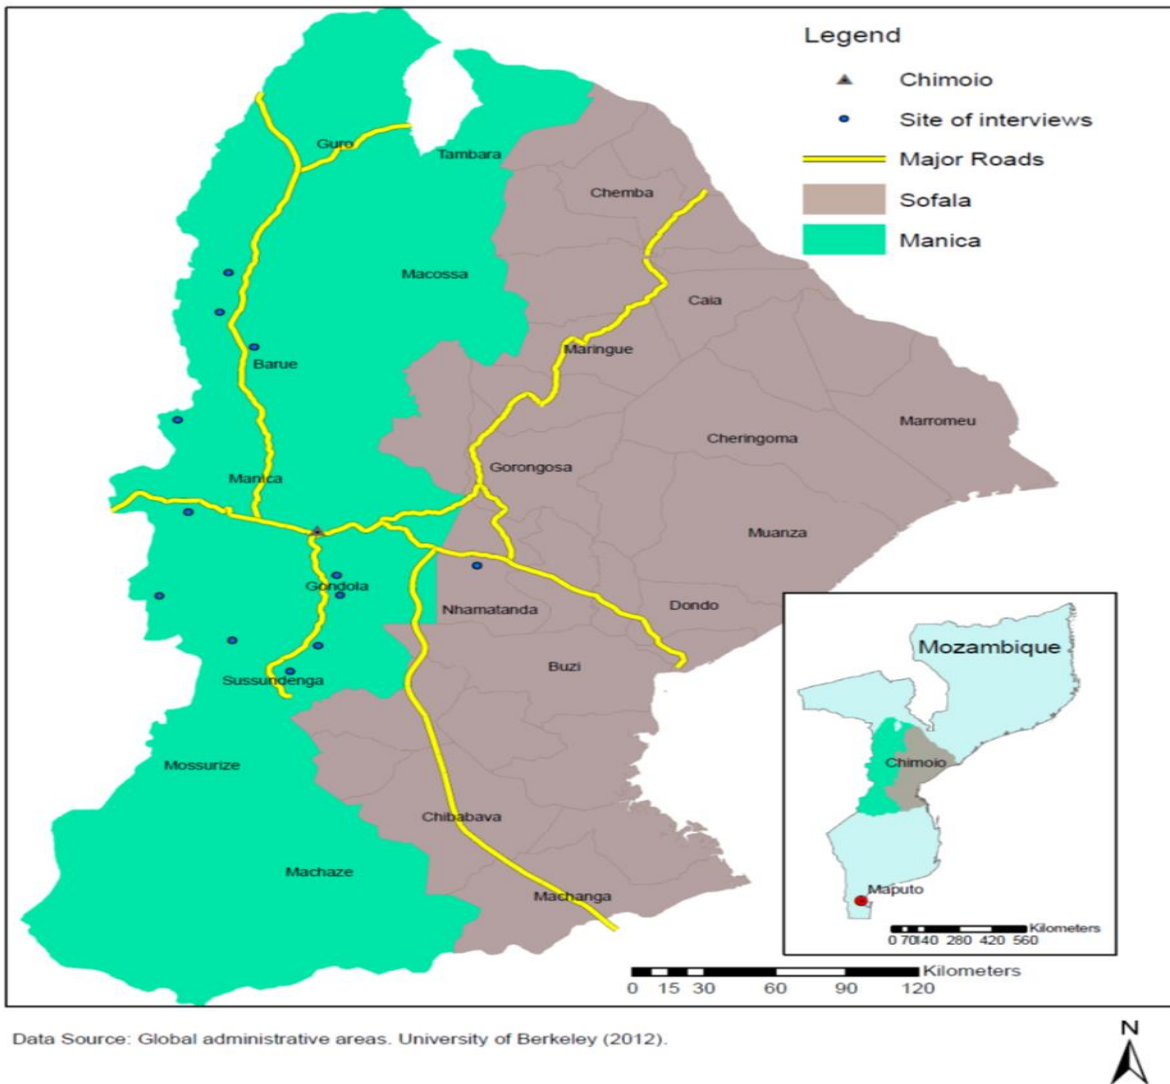 Legend
Chimoio
Site of interviews
Major Roads
Sofala
Manica
Guro
Tambara
Chemba
Macossa
Caia
Maringue
Barue
Marromeu
Cheringoma
Gorongosa
Manica
Muanza
Gondola
Nhamatanda
Dondo
Buzi
Sussundenga
Mossurize
Chibabava
Machaze
Machanga
Mozambique
Chimoio
Maputo
Kilometers
0 70 140 280 420 560
Kilometers
0 15 30 60 90 120
Data Source: Global administrative areas. University of Berkeley (2012).
N